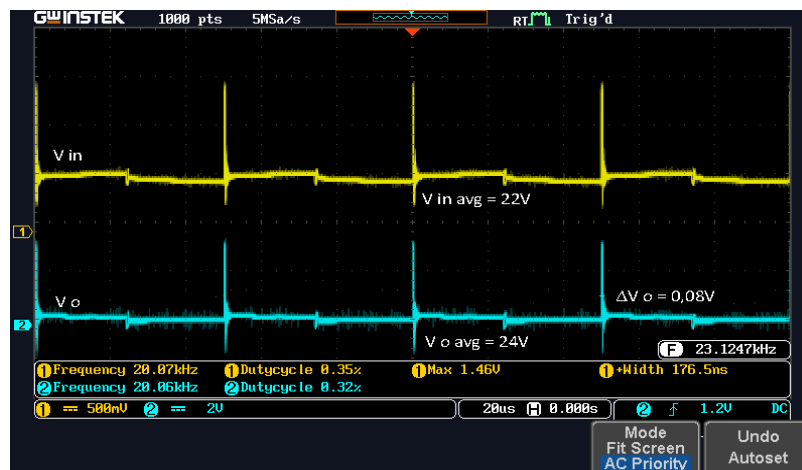 GWINSTEK 1000 pts 5MSa/s RT Trig'd
V in
V in avg = 22V
1
V o
ΔV o = 0,08V
2
V o avg = 24V
F 23.1247kHz
1 Frequency 20.07kHz 1 Dutycycle 0.35% 1 Max 1.46V 1 +Width 176.5ns
2 Frequency 20.06kHz 2 Dutycycle 0.32%
1 500mV 2 2V 20us H 0.000s 2 1.2V DC
Mode
Fit Screen
AC Priority
Undo
Autoset